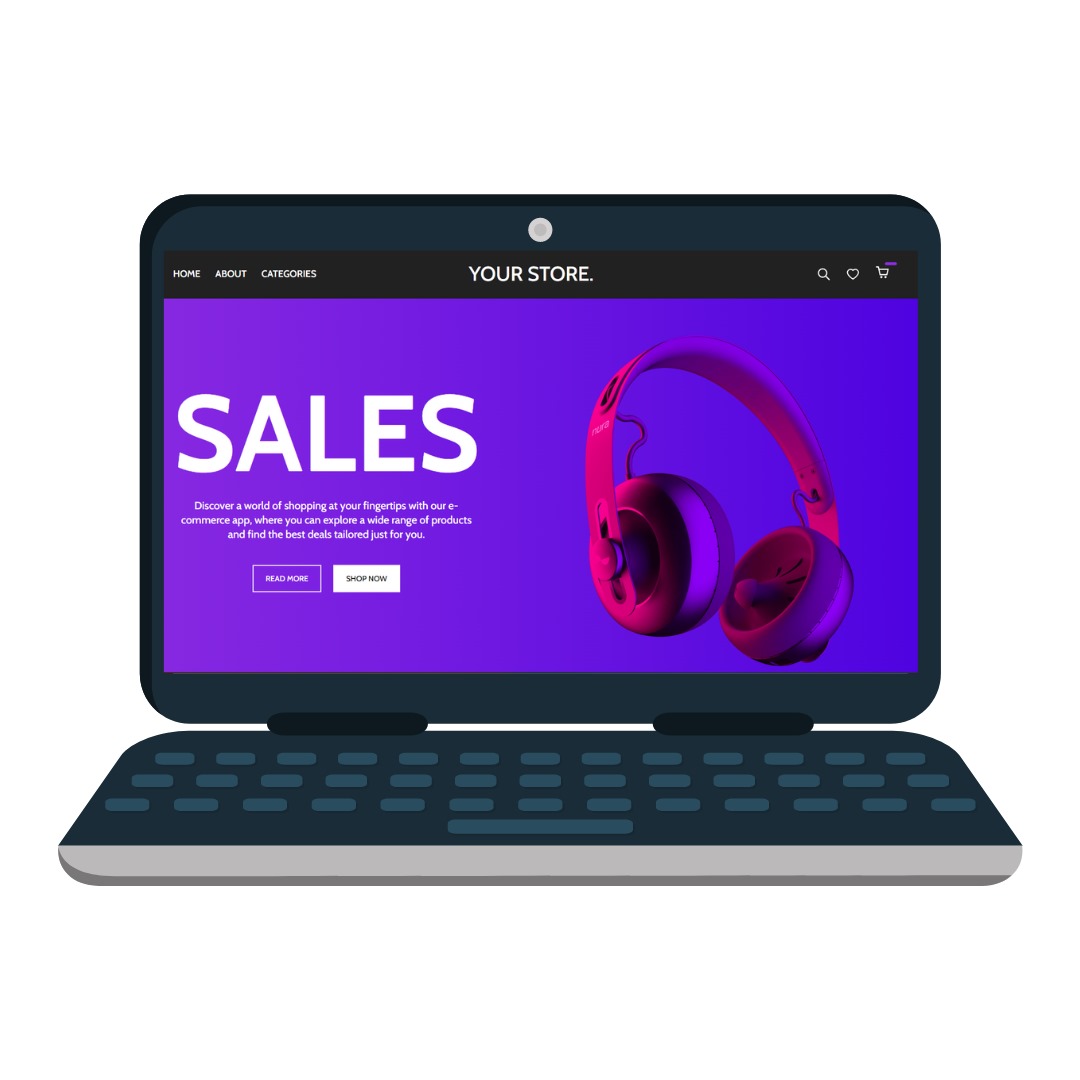 HOME ABOUT CATEGORIES YOUR STORE.
SALES
Discover a world of shopping at your fingertips with our e-
commerce app, where you can explore a wide range of products
and find the best deals tailored just for you.
READ MORE SHOP NOW
nura